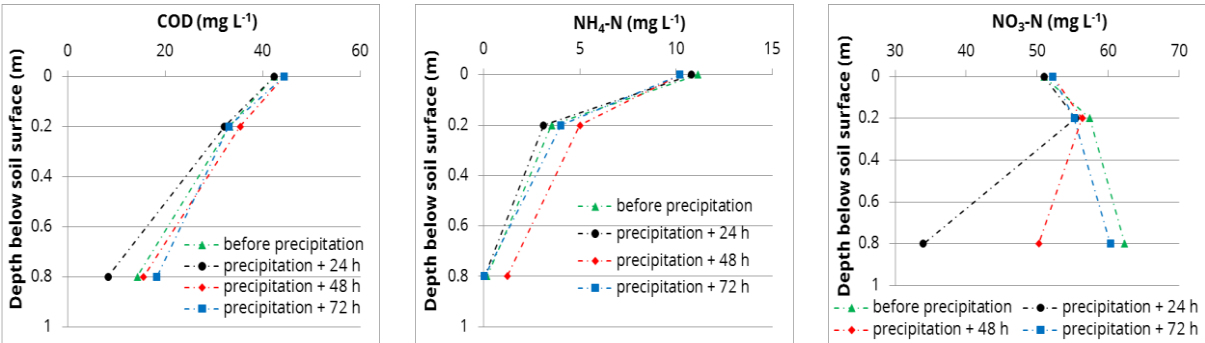 COD (mg L-1)
0 20 40 60
Depth below soil surface (m)
0
0.2
0.4
0.6
0.8
1
before precipitation
precipitation + 24 h
precipitation + 48 h
precipitation + 72 h
NH4-N (mg L-1)
0 5 10 15
Depth below soil surface (m)
0
0.2
0.4
0.6
0.8
1
before precipitation
precipitation + 24 h
precipitation + 48 h
precipitation + 72 h
NO3-N (mg L-1)
30 40 50 60 70
Depth below soil surface (m)
0
0.2
0.4
0.6
0.8
1
before precipitation
precipitation + 24 h
precipitation + 48 h
precipitation + 72 h